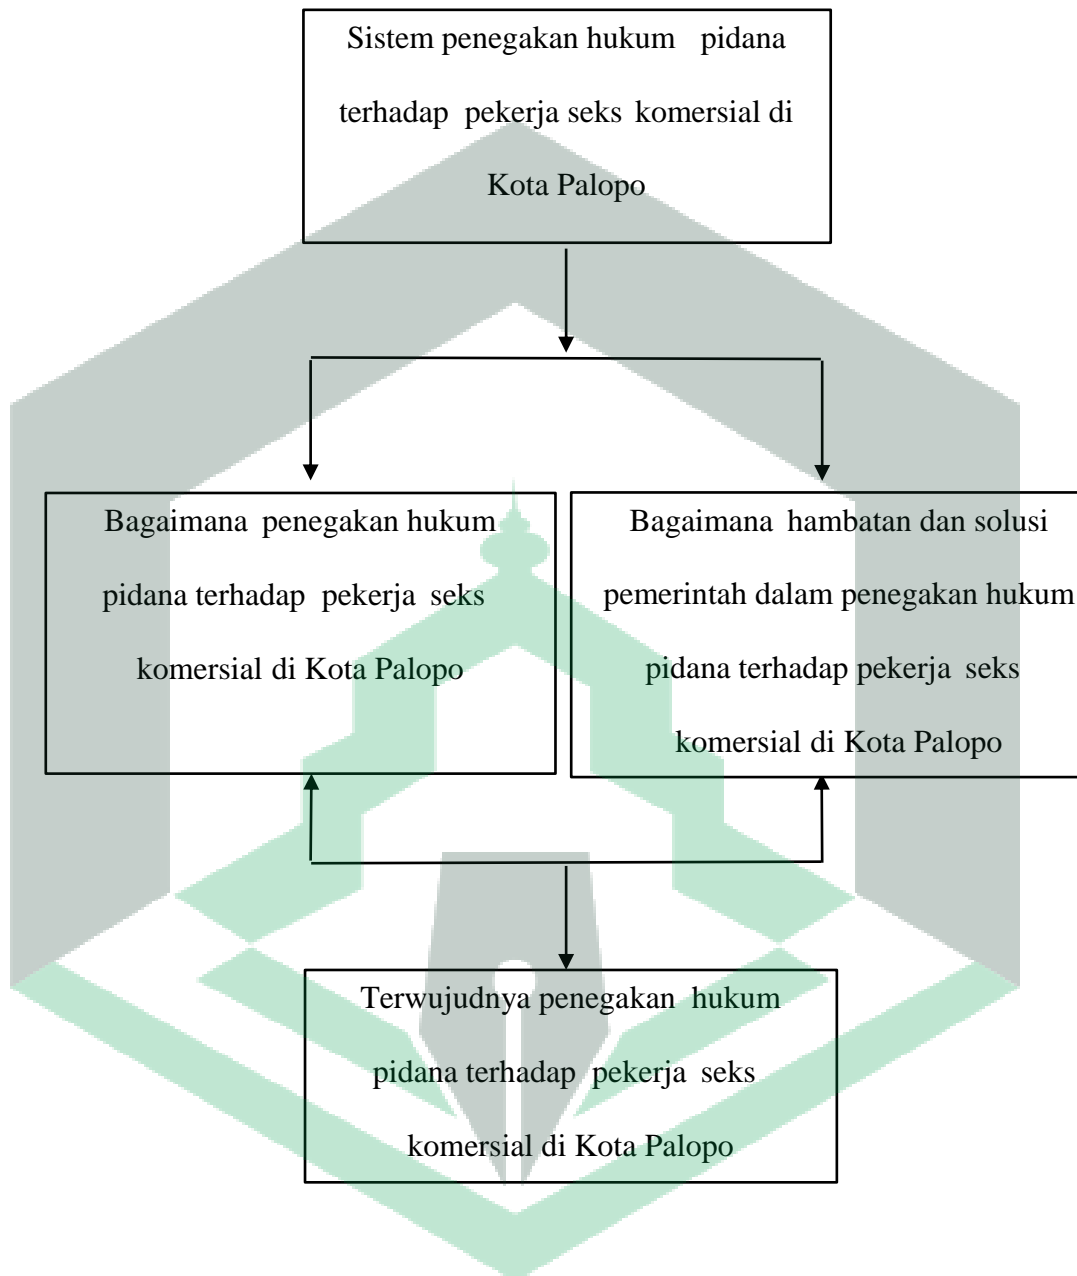 Sistem penegakan hukum pidana
terhadap pekerja seks komersial di
Kota Palopo
Bagaimana penegakan hukum
pidana terhadap pekerja seks
komersial di Kota Palopo
Bagaimana hambatan dan solusi
pemerintah dalam penegakan hukum
pidana terhadap pekerja seks
komersial di Kota Palopo
Terwujudnya penegakan hukum
pidana terhadap pekerja seks
komersial di Kota Palopo